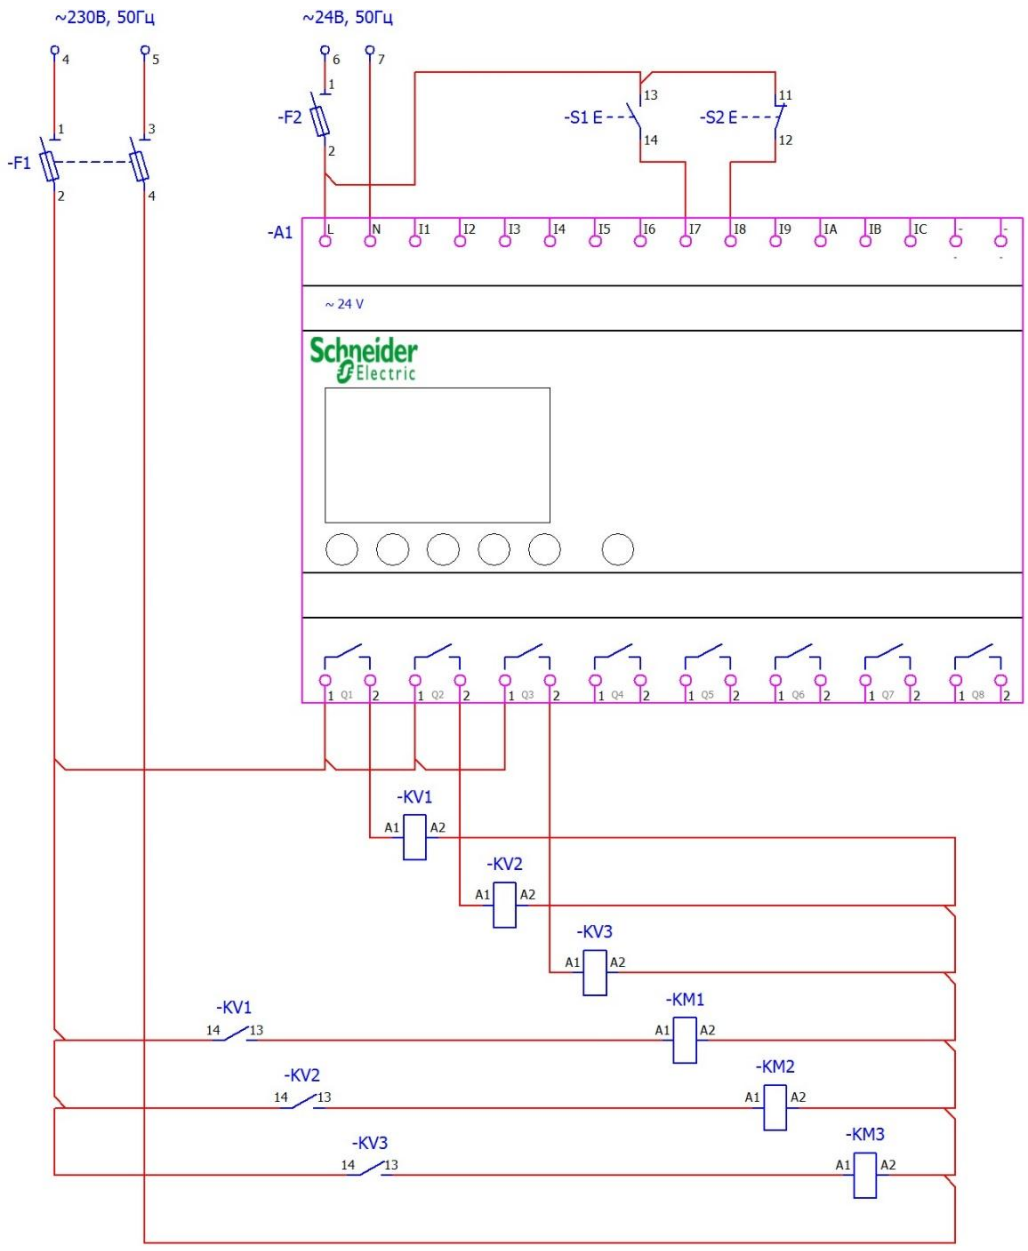 ~230В, 50Гц
~24В, 50Гц
4
5
6
7
1
3
1
-F1
-F2
2
4
2
13
11
-S1 E
-S2 E
14
12
-A1
L N I1 I2 I3 I4 I5 I6 I7 I8 I9 IA IB IC - -
- -
~ 24 V
Schneider
Electric
1 Q1 2 1 Q2 2 1 Q3 2 1 Q4 2 1 Q5 2 1 Q6 2 1 Q7 2 1 Q8 2
-KV1
A1 A2
-KV2
A1 A2
-KV3
A1 A2
-KV1
14 13
-KM1
A1 A2
-KV2
14 13
-KM2
A1 A2
-KV3
14 13
-KM3
A1 A2